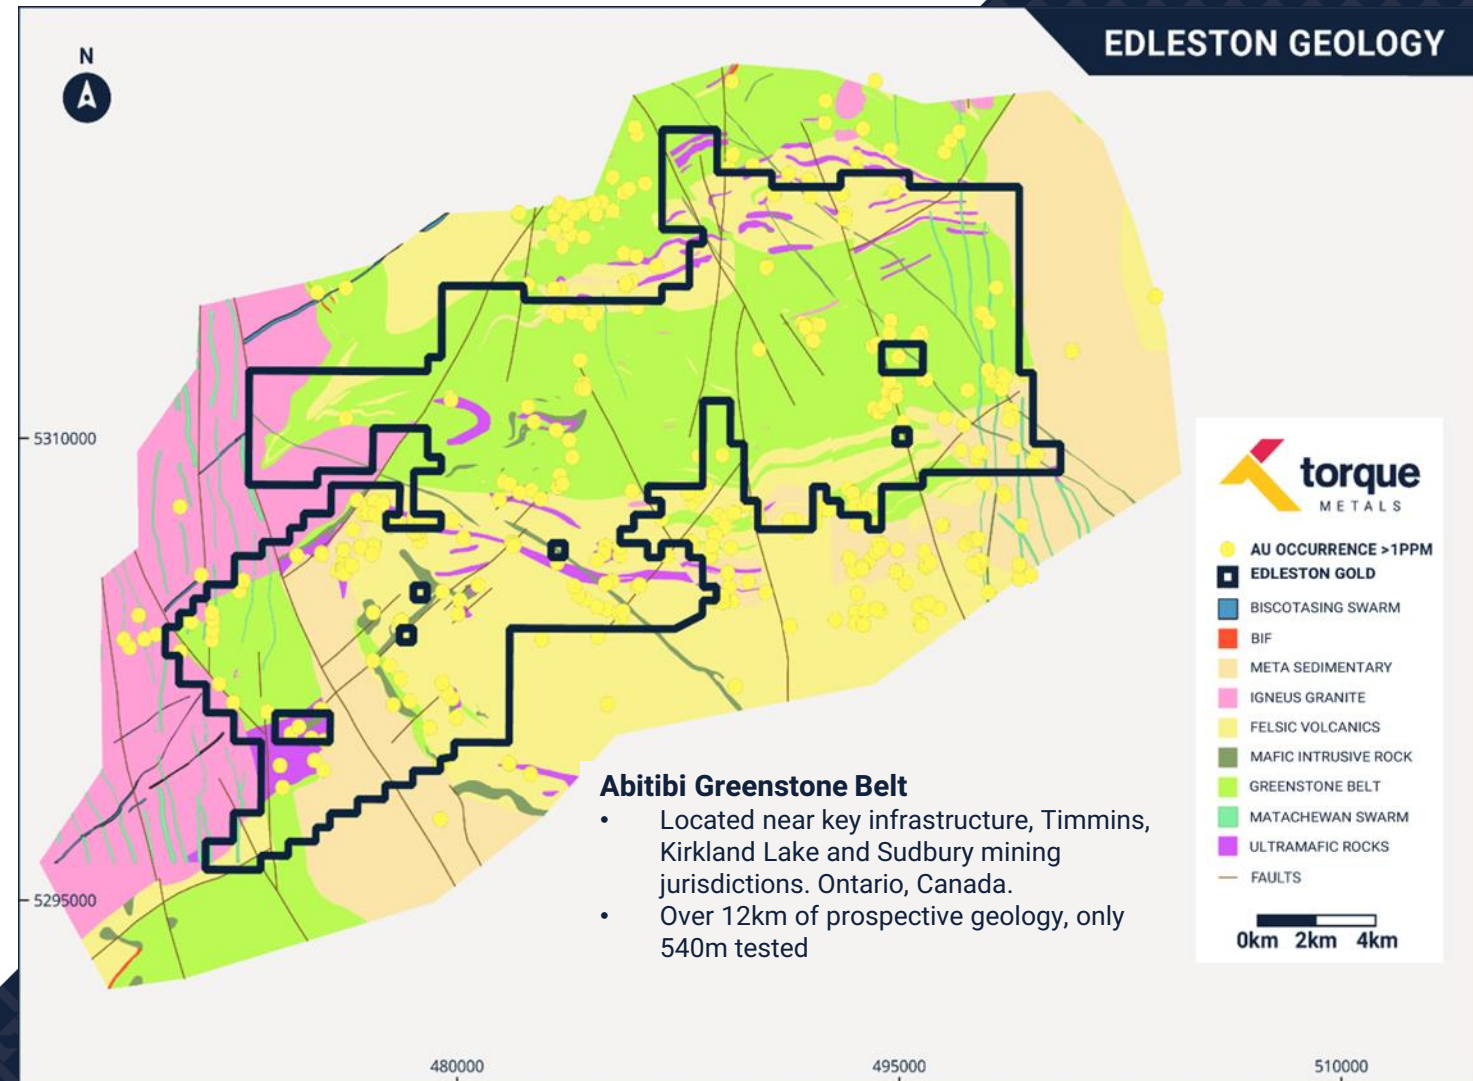 EDLESTON GEOLOGY
N
5310000
5295000
480000
495000
510000
torque
METALS
AU OCCURRENCE >1PPM
EDLESTON GOLD
BISCOTASING SWARM
BIF
META SEDIMENTARY
IGNEUS GRANITE
FELSIC VOLCANICS
MAFIC INTRUSIVE ROCK
GREENSTONE BELT
MATACHEWAN SWARM
ULTRAMAFIC ROCKS
FAULTS
0km 2km 4km
Abitibi Greenstone Belt
• Located near key infrastructure, Timmins,
Kirkland Lake and Sudbury mining
jurisdictions. Ontario, Canada.
• Over 12km of prospective geology, only
540m tested